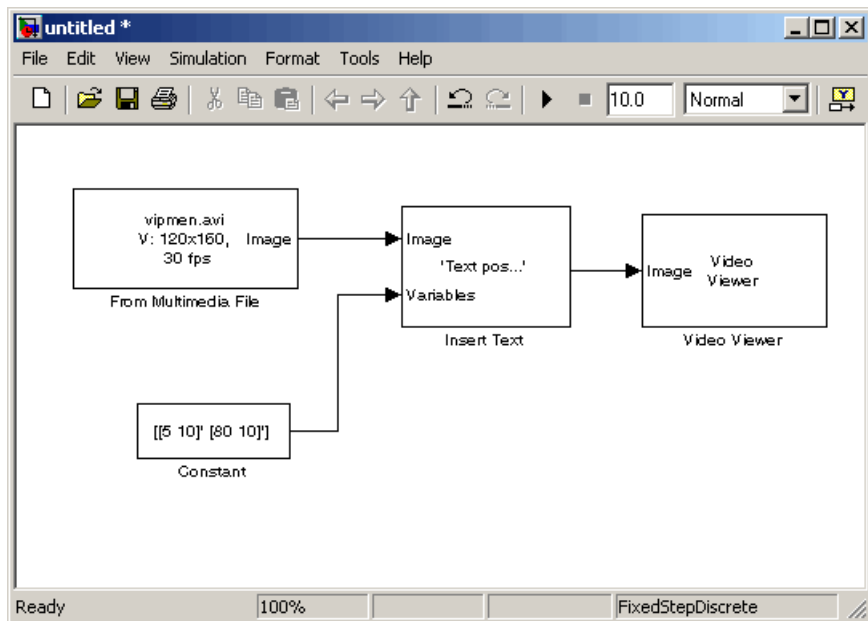 untitled *
File Edit View Simulation Format Tools Help
10.0 Normal
vipmen.avi
V: 120x160,
30 fps
Image
From Multimedia File
Image
'Text pos...'
Variables
Insert Text
Image
Video
Viewer
Video Viewer
[[5 10]' [80 10]']
Constant
Ready 100% FixedStepDiscrete